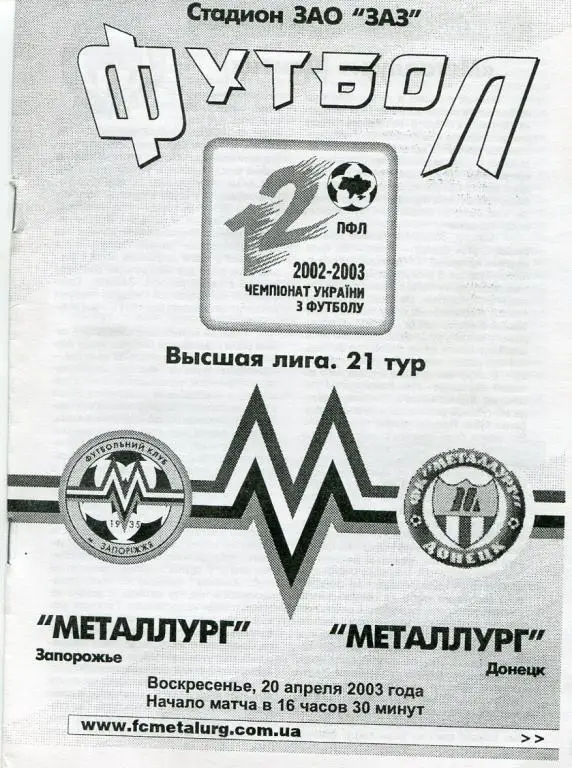 Стадион ЗАО "ЗАЗ"
ФУТБОЛ
12
ПФЛ
2002-2003
ЧЕМПІОНАТ УКРАЇНИ
З ФУТБОЛУ
Высшая лига. 21 тур
ФУТБОЛЬНИЙ КЛУБ
М
1935
м. ЗАПОРІЖЖЯ
ФК "МЕТАЛЛУРГ"
М
ДОНЕЦК
"МЕТАЛЛУРГ"
Запорожье
"МЕТАЛЛУРГ"
Донецк
Воскресенье, 20 апреля 2003 года
Начало матча в 16 часов 30 минут
www.fcmetalurg.com.ua >>